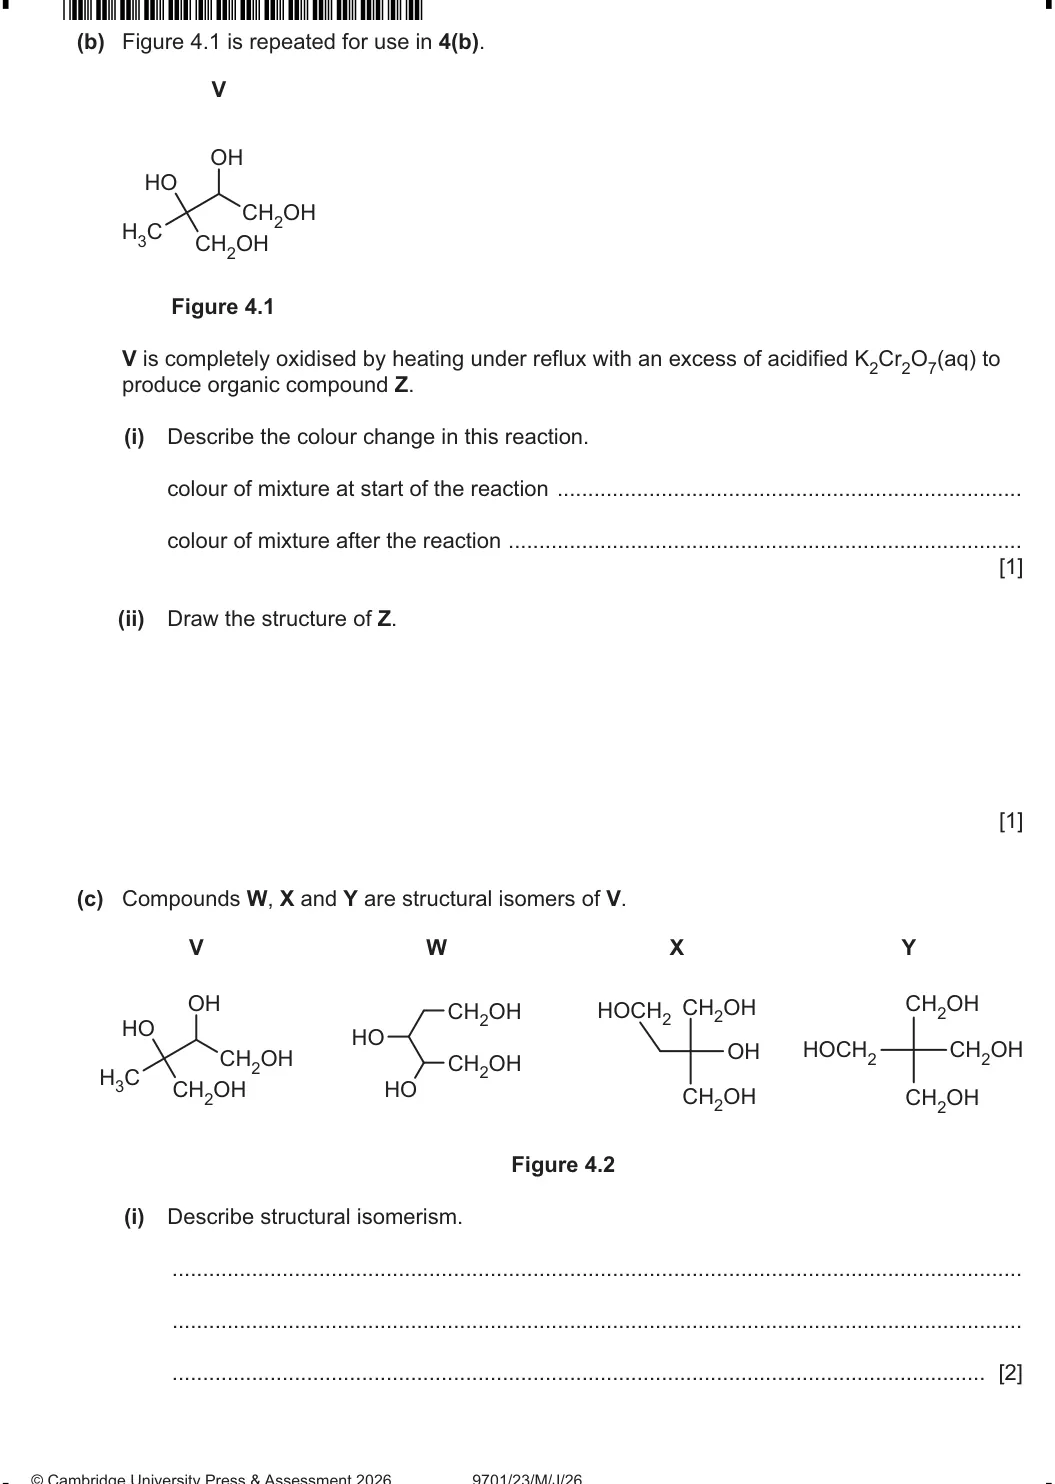 (b) Figure 4.1 is repeated for use in 4(b).
V
OH
HO
CH2OH
H3C
CH2OH
Figure 4.1
V is completely oxidised by heating under reflux with an excess of acidified K2Cr2O7(aq) to
produce organic compound Z.
(i) Describe the colour change in this reaction.
colour of mixture at start of the reaction ............................................................................
colour of mixture after the reaction ....................................................................................
[1]
(ii) Draw the structure of Z.
[1]
(c) Compounds W, X and Y are structural isomers of V.
V W X Y
OH
HO
CH2OH
H3C
CH2OH
CH2OH
HO
CH2OH
HO
HOCH2 CH2OH
OH
CH2OH
CH2OH
HOCH2 CH2OH
CH2OH
Figure 4.2
(i) Describe structural isomerism.
...........................................................................................................................................
...........................................................................................................................................
..................................................................................................................................... [2]
© Cambridge University Press & Assessment 2026 9701/23/M/J/26